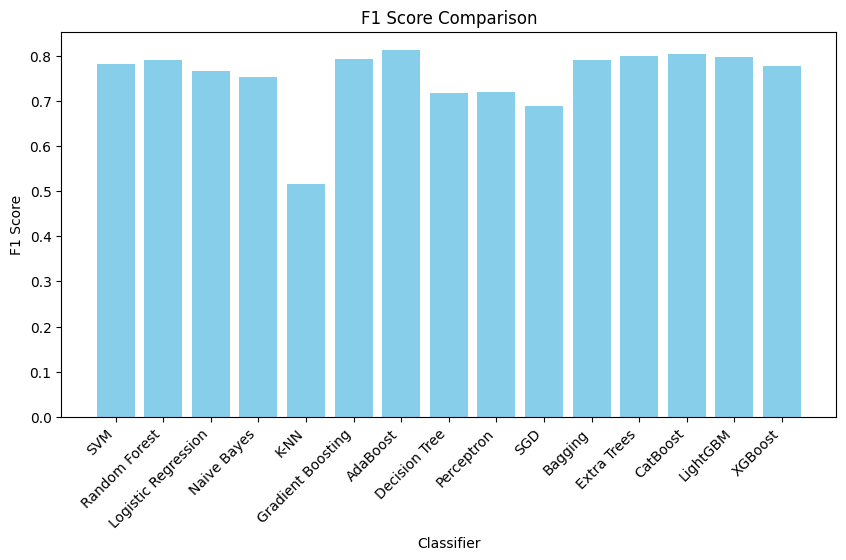 F1 Score Comparison
F1 Score
0.8
0.7
0.6
0.5
0.4
0.3
0.2
0.1
0.0
SVM
Random Forest
Logistic Regression
Naive Bayes
K-NN
Gradient Boosting
AdaBoost
Decision Tree
Perceptron
SGD
Bagging
Extra Trees
CatBoost
LightGBM
XGBoost
Classifier